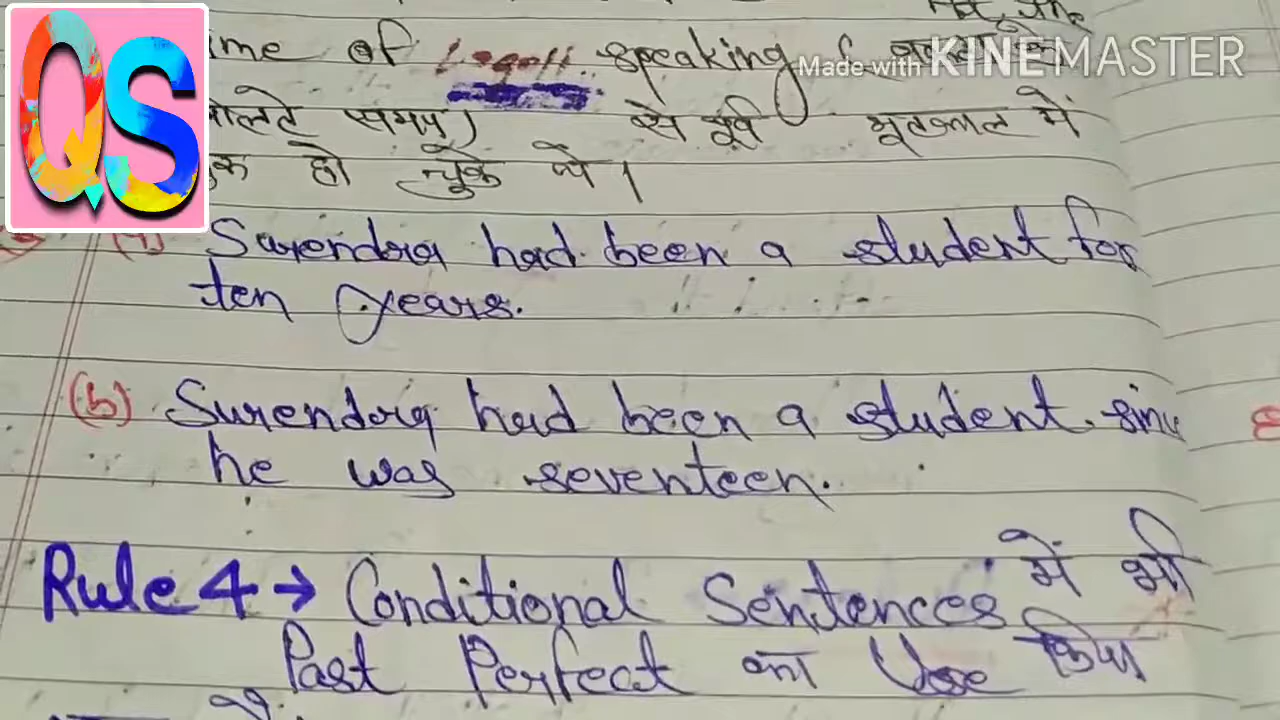 QS
Made with KINEMASTER
the
time of speaking
बोलते समय) से पूर्व भूतकाल में
हो चुके थे।
(a) Surendra had been a student for
ten years.
(b) Surendra had been a student since
he was seventeen.
Rule 4 → Conditional Sentences में भी
Past Perfect का Use किया